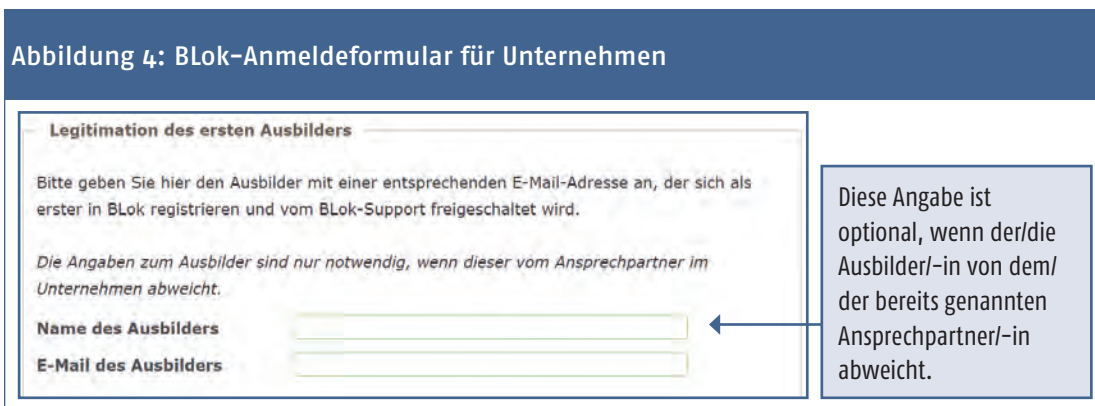 Abbildung 4: BLok-Anmeldeformular für Unternehmen
Legitimation des ersten Ausbilders
Bitte geben Sie hier den Ausbilder mit einer entsprechenden E-Mail-Adresse an, der sich als
erster in BLok registrieren und vom BLok-Support freigeschaltet wird.
Die Angaben zum Ausbilder sind nur notwendig, wenn dieser vom Ansprechpartner im
Unternehmen abweicht.
Name des Ausbilders
E-Mail des Ausbilders
Diese Angabe ist
optional, wenn der/die
Ausbilder/-in von dem/
der bereits genannten
Ansprechpartner/-in
abweicht.